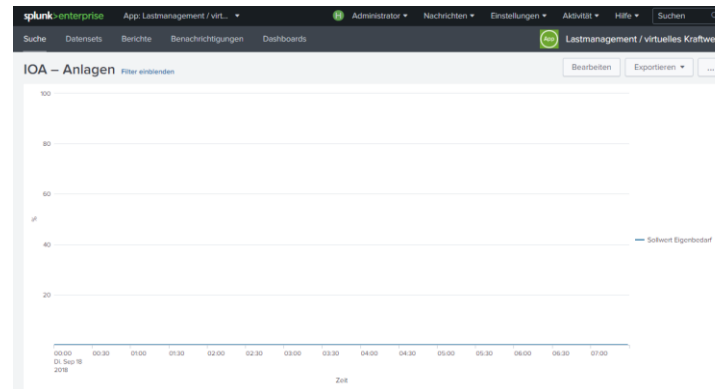 splunk>enterprise App: Lastmanagement / virt... Administrator Nachrichten Einstellungen Aktivität Hilfe Suchen
Suche Datensets Berichte Benachrichtigungen Dashboards App Lastmanagement / virtuelles Kraftwe
IOA – Anlagen Filter einblenden Bearbeiten Exportieren ...
100
80
60
%
40
Sollwert Eigenbedarf
20
00:00 00:30 01:00 01:30 02:00 02:30 03:00 03:30 04:00 04:30 05:00 05:30 06:00 06:30 07:00
Di. Sep 18
2018
Zeit